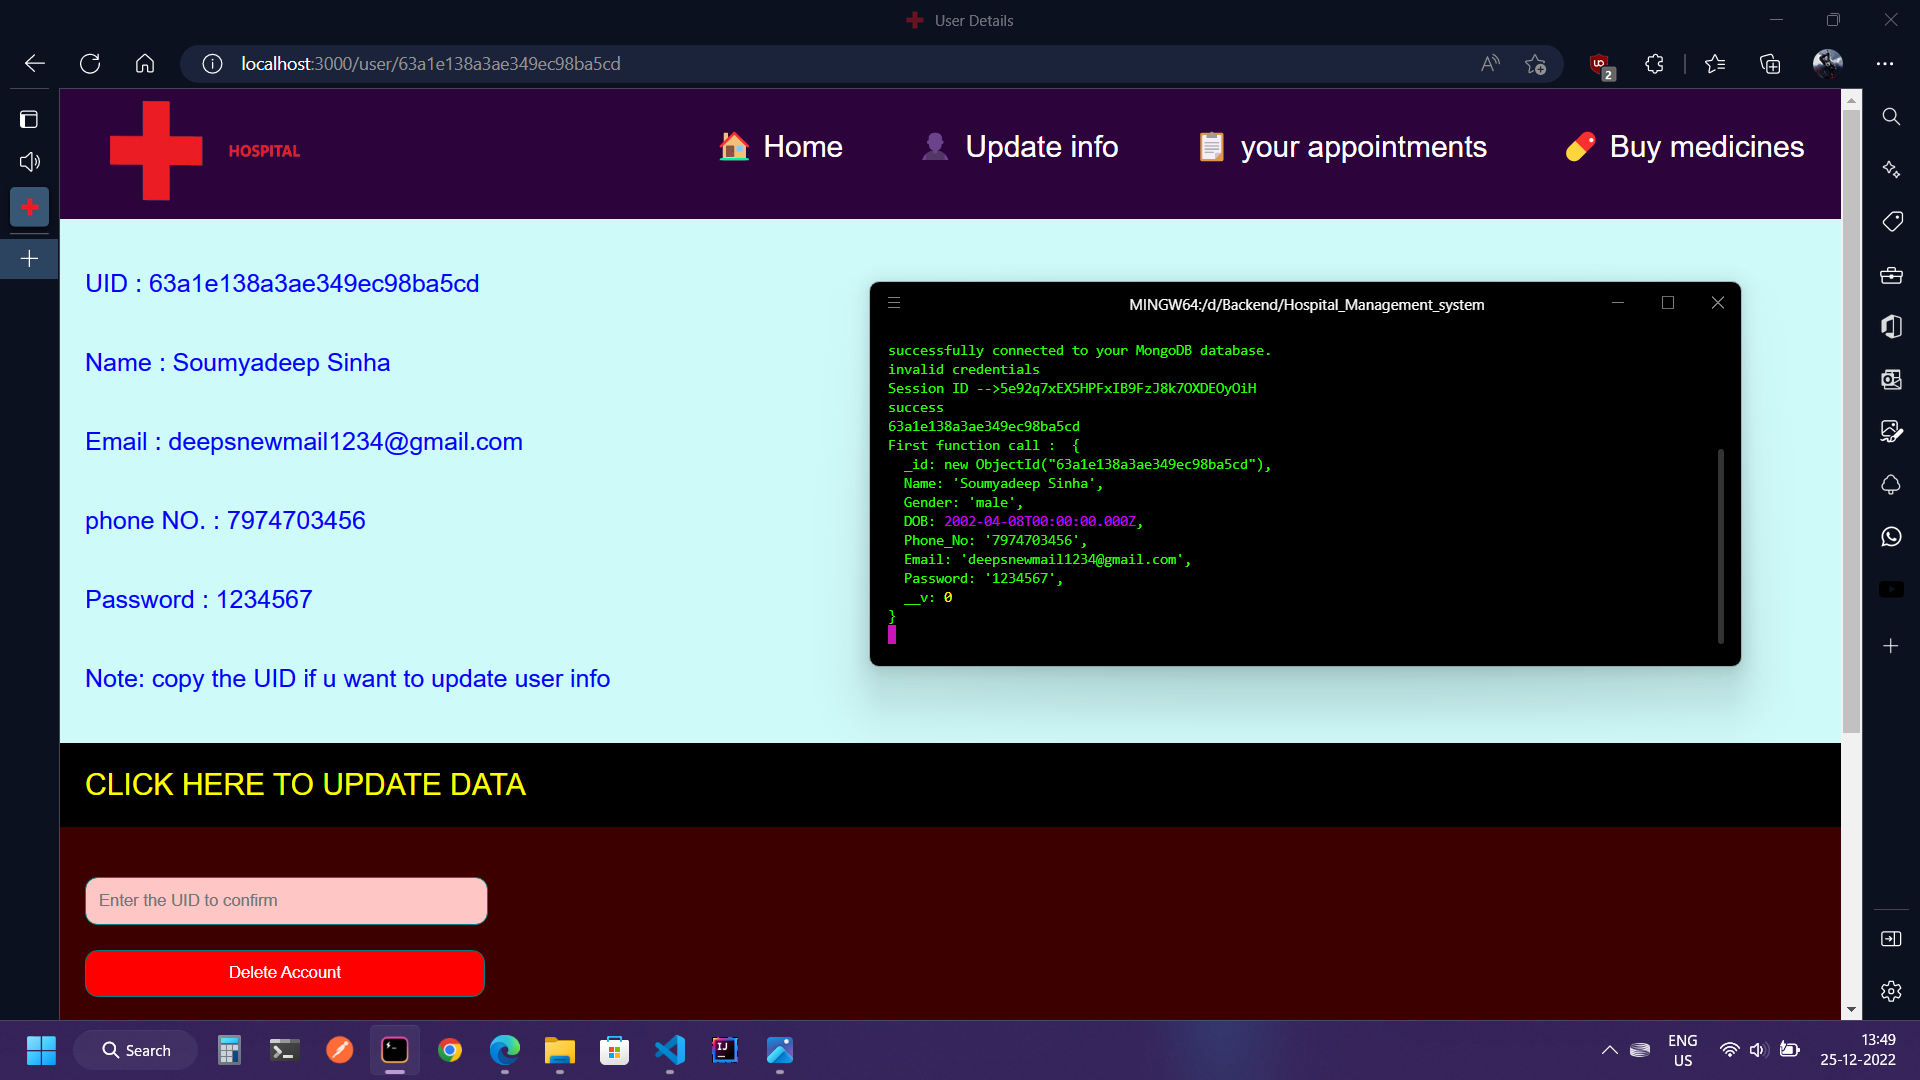 User Details
localhost:3000/user/63a1e138a3ae349ec98ba5cd
2
HOSPITAL
Home
Update info
your appointments
Buy medicines
UID : 63a1e138a3ae349ec98ba5cd
Name : Soumyadeep Sinha
Email : deepsnewmail1234@gmail.com
phone NO. : 7974703456
Password : 1234567
Note: copy the UID if u want to update user info
MINGW64:/d/Backend/Hospital_Management_system
successfully connected to your MongoDB database.
invalid credentials
Session ID -->5e92q7xEX5HPFxIB9FzJ8k7OXDEOyOiH
success
63a1e138a3ae349ec98ba5cd
First function call :  {
_id: new ObjectId("63a1e138a3ae349ec98ba5cd"),
Name: 'Soumyadeep Sinha',
Gender: 'male',
DOB: 2002-04-08T00:00:00.000Z,
Phone_No: '7974703456',
Email: 'deepsnewmail1234@gmail.com',
Password: '1234567',
__v: 0
}
CLICK HERE TO UPDATE DATA
Enter the UID to confirm
Delete Account
Search
ENG
US
13:49
25-12-2022